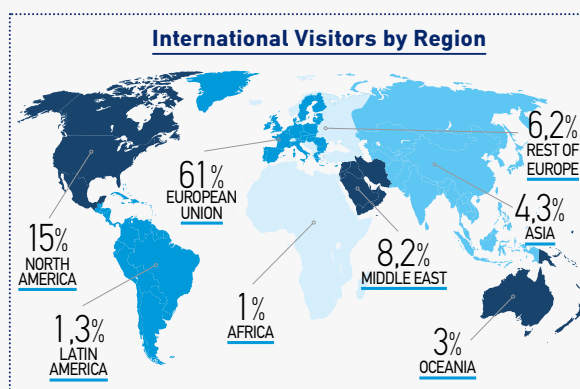 International Visitors by Region
6,2%
REST OF
EUROPE
61%
EUROPEAN
UNION
4,3%
ASIA
15%
NORTH
AMERICA
8,2%
MIDDLE EAST
1%
AFRICA
1,3%
LATIN
AMERICA
3%
OCEANIA